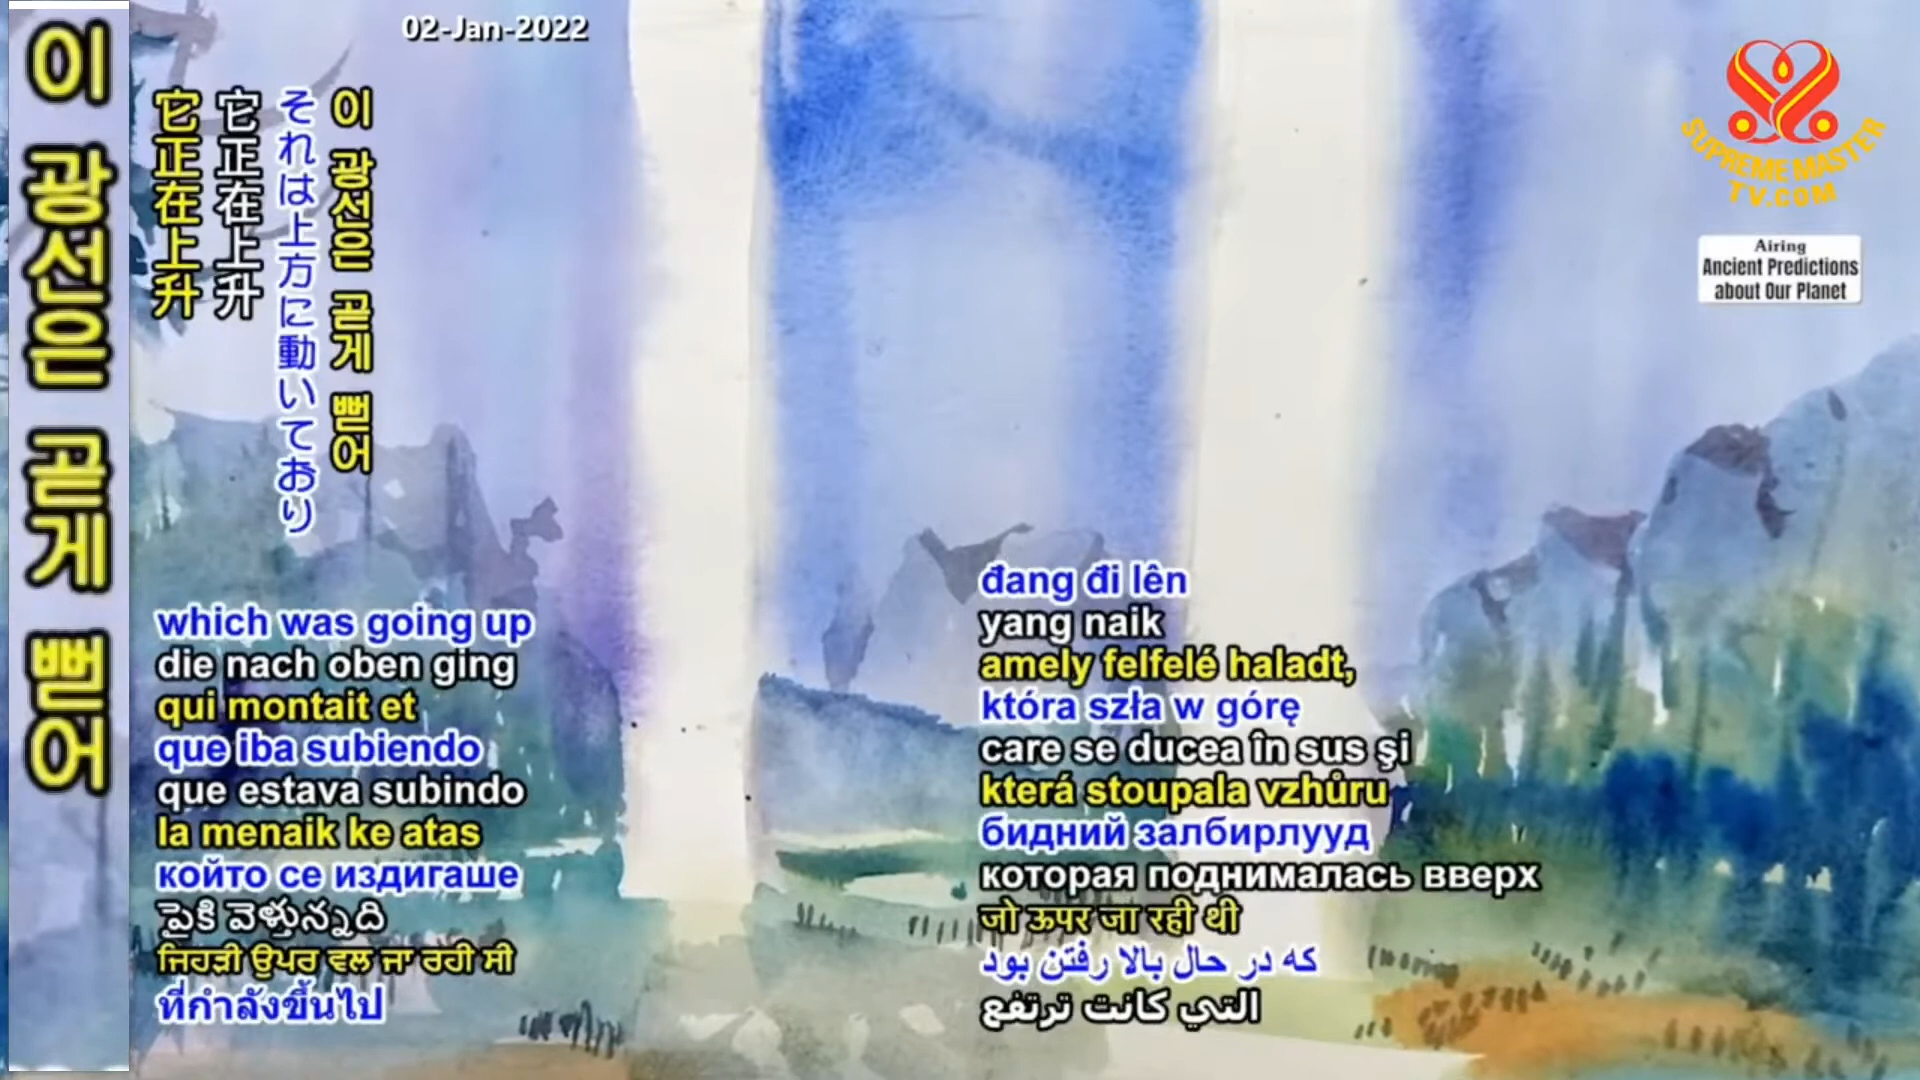 이 광선은 곧게 뻗어
02-Jan-2022
它正在上升
它正在上升
それは上方に動いており
이 광선은 곧게 뻗어
SUPREME MASTER
TV.COM
Airing
Ancient Predictions
about Our Planet
which was going up
die nach oben ging
qui montait et
que iba subiendo
que estava subindo
la menaik ke atas
който се издигаше
పైకి వెళ్తున్నది
ਜਿਹੜੀ ਉਪਰ ਵਲ ਜਾ ਰਹੀ ਸੀ
ที่กำลังขึ้นไป
đang đi lên
yang naik
amely felfelé haladt,
która szła w górę
care se ducea în sus şi
která stoupala vzhůru
бидний залбирлууд
которая поднималась вверх
जो ऊपर जा रही थी
که در حال بالا رفتن بود
التي كانت ترتفع